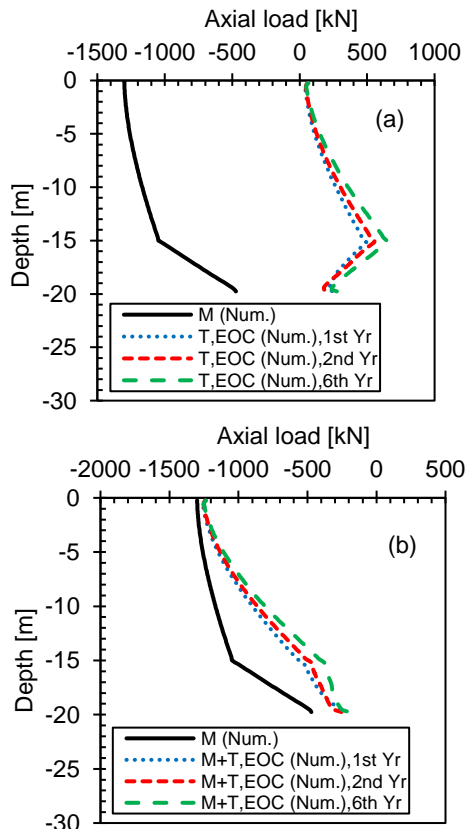 Axial load [kN]
-1500 -1000 -500 0 500 1000
0
-5
-10
-15
-20
-25
-30
Depth [m]
(a)
M (Num.)
T,EOC (Num.),1st Yr
T,EOC (Num.),2nd Yr
T,EOC (Num.),6th Yr
Axial load [kN]
-2000 -1500 -1000 -500 0 500
0
-5
-10
-15
-20
-25
-30
Depth [m]
(b)
M (Num.)
M+T,EOC (Num.),1st Yr
M+T,EOC (Num.),2nd Yr
M+T,EOC (Num.),6th Yr